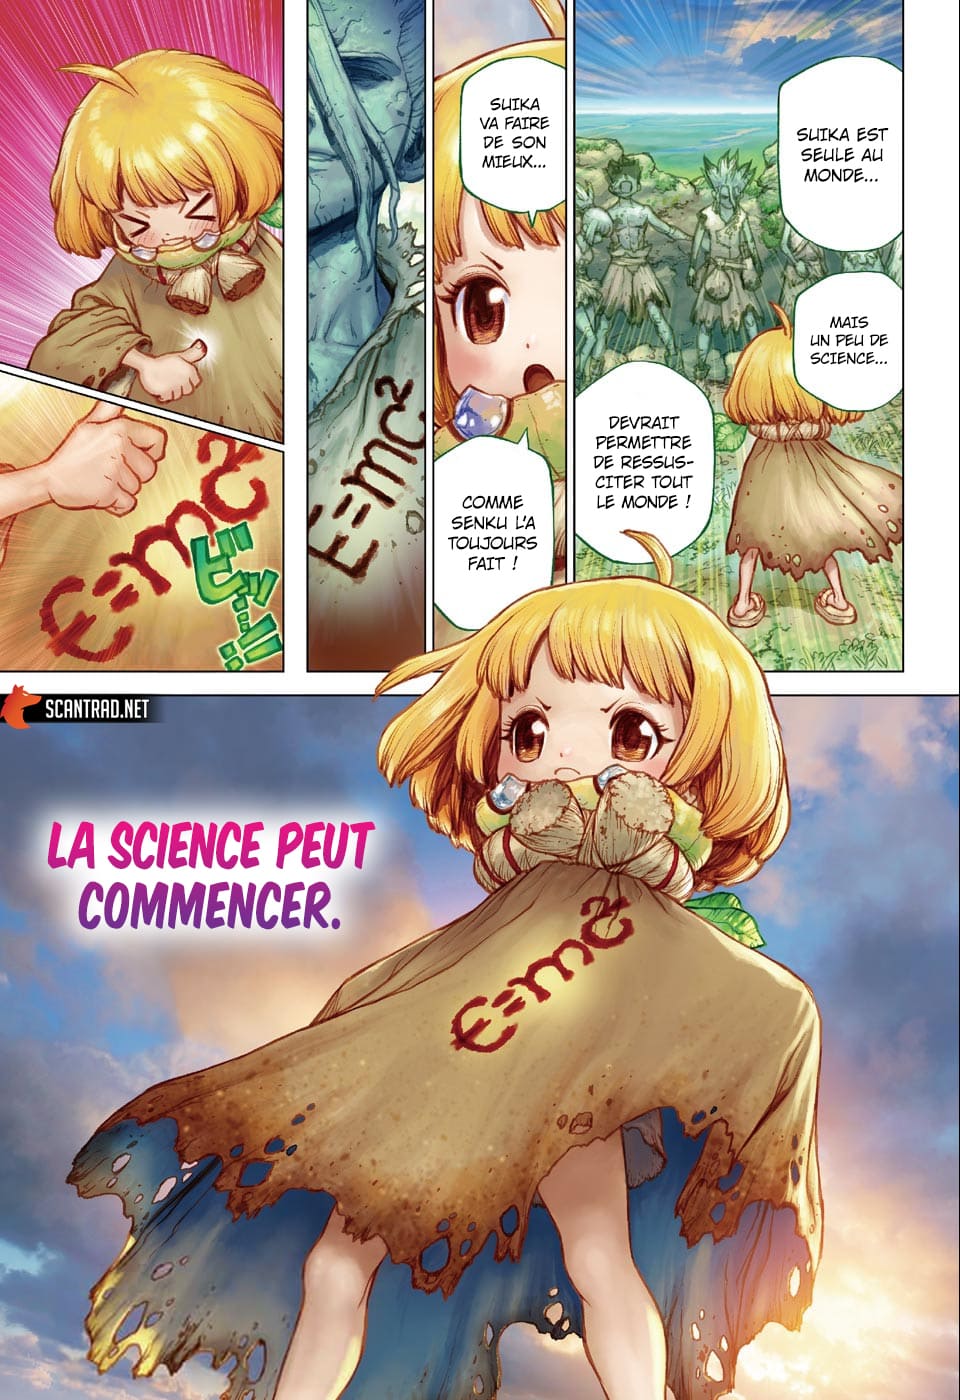 SUIKA EST
SEULE AU
MONDE...
MAIS
UN PEU DE
SCIENCE...
DEVRAIT
PERMETTRE
DE RESSUS-
CITER TOUT
LE MONDE !
SUIKA
VA FAIRE
DE SON
MIEUX...
COMME
SENKU L'A
TOUJOURS
FAIT !
E=mc²
E=mc²
ビッ…!!
SCANTRAD.NET
LA SCIENCE PEUT
COMMENCER.
E=mc²